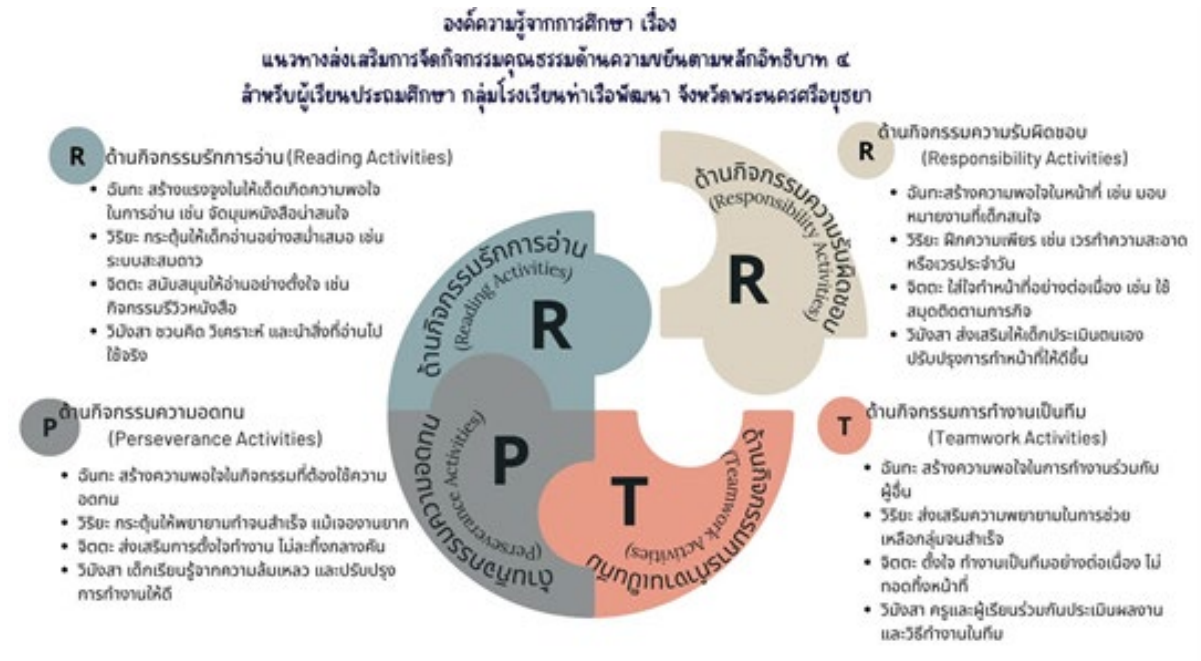 องค์ความรู้จากการศึกษา เรื่อง
แนวทางส่งเสริมการจัดกิจกรรมคุณธรรมด้านความขยันตามหลักอิทธิบาท ๔
สำหรับผู้เรียนประถมศึกษา กลุ่มโรงเรียนท่าเรือพัฒนา จังหวัดพระนครศรีอยุธยา
R
ด้านกิจกรรมรักการอ่าน (Reading Activities)
ฉันทะ สร้างแรงจูงใจให้เด็กเกิดความพอใจ
ในการอ่าน เช่น จัดมุมหนังสือน่าสนใจ
วิริยะ กระตุ้นให้เด็กอ่านอย่างสม่ำเสมอ เช่น
ระบบสะสมดาว
จิตตะ สนับสนุนให้อ่านอย่างตั้งใจ เช่น
กิจกรรมรีวิวหนังสือ
วิมังสา ชวนคิด วิเคราะห์ และนำสิ่งที่อ่านไป
ใช้จริง
R
ด้านกิจกรรมความรับผิดชอบ
(Responsibility Activities)
ฉันทะสร้างความพอใจในหน้าที่ เช่น มอบ
หมายงานที่เด็กสนใจ
วิริยะ ฝึกความเพียร เช่น เวรทำความสะอาด
หรือเวรประจำวัน
จิตตะ ใส่ใจทำหน้าที่อย่างต่อเนื่อง เช่น ใช้
สมุดติดตามภารกิจ
วิมังสา ส่งเสริมให้เด็กประเมินตนเอง
ปรับปรุงการทำหน้าที่ให้ดีขึ้น
ด้านกิจกรรมรักการอ่าน
(Reading Activities)
R
ด้านกิจกรรมความรับผิดชอบ
(Responsibility Activities)
R
ด้านกิจกรรมความอดทน
(Perseverance Activities)
P
ด้านกิจกรรมการทำงานเป็นทีม
(Teamwork Activities)
T
P
ด้านกิจกรรมความอดทน
(Perseverance Activities)
ฉันทะ สร้างความพอใจในกิจกรรมที่ต้องใช้ความ
อดทน
วิริยะ กระตุ้นให้พยายามทำจนสำเร็จ แม้เจองานยาก
จิตตะ ส่งเสริมการตั้งใจทำงาน ไม่ละทิ้งกลางคัน
วิมังสา เด็กเรียนรู้จากความล้มเหลว และปรับปรุง
การทำงานให้ดี
T
ด้านกิจกรรมการทำงานเป็นทีม
(Teamwork Activities)
ฉันทะ สร้างความพอใจในการทำงานร่วมกับ
ผู้อื่น
วิริยะ ส่งเสริมความพยายามในการช่วย
เหลือกลุ่มจนสำเร็จ
จิตตะ ตั้งใจ ทำงานเป็นทีมอย่างต่อเนื่อง ไม่
ทอดทิ้งหน้าที่
วิมังสา ครูและผู้เรียนร่วมกันประเมินผลงาน
และวิธีทำงานในทีม